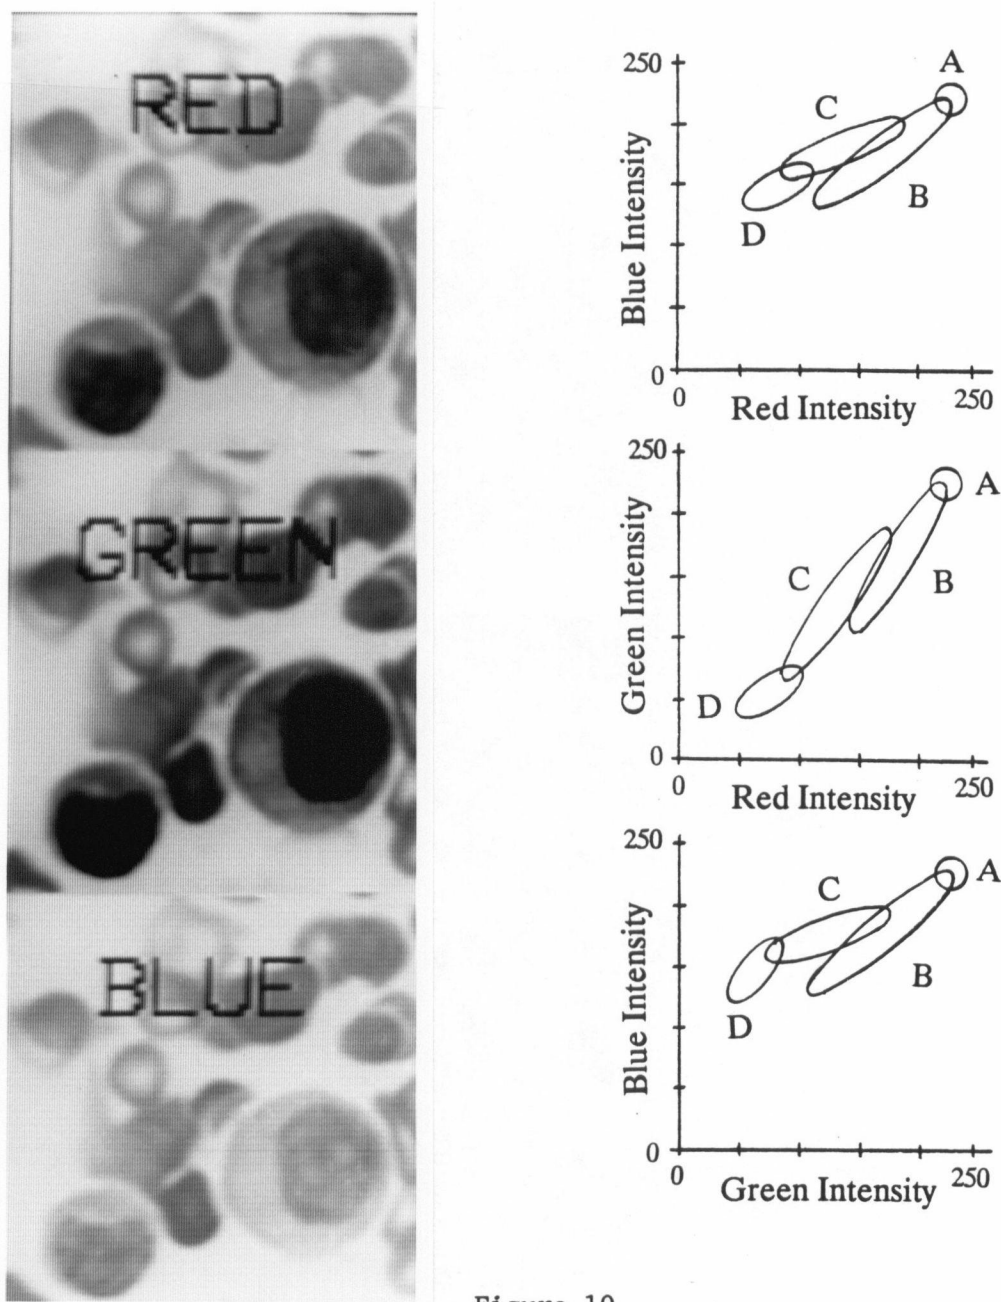 RED
GREEN
BLUE
250
A
C
B
D
Blue Intensity
0
0
250
Red Intensity
250
A
C
B
D
Green Intensity
0
0
250
Red Intensity
250
A
C
B
D
Blue Intensity
0
0
250
Green Intensity
Figure 10